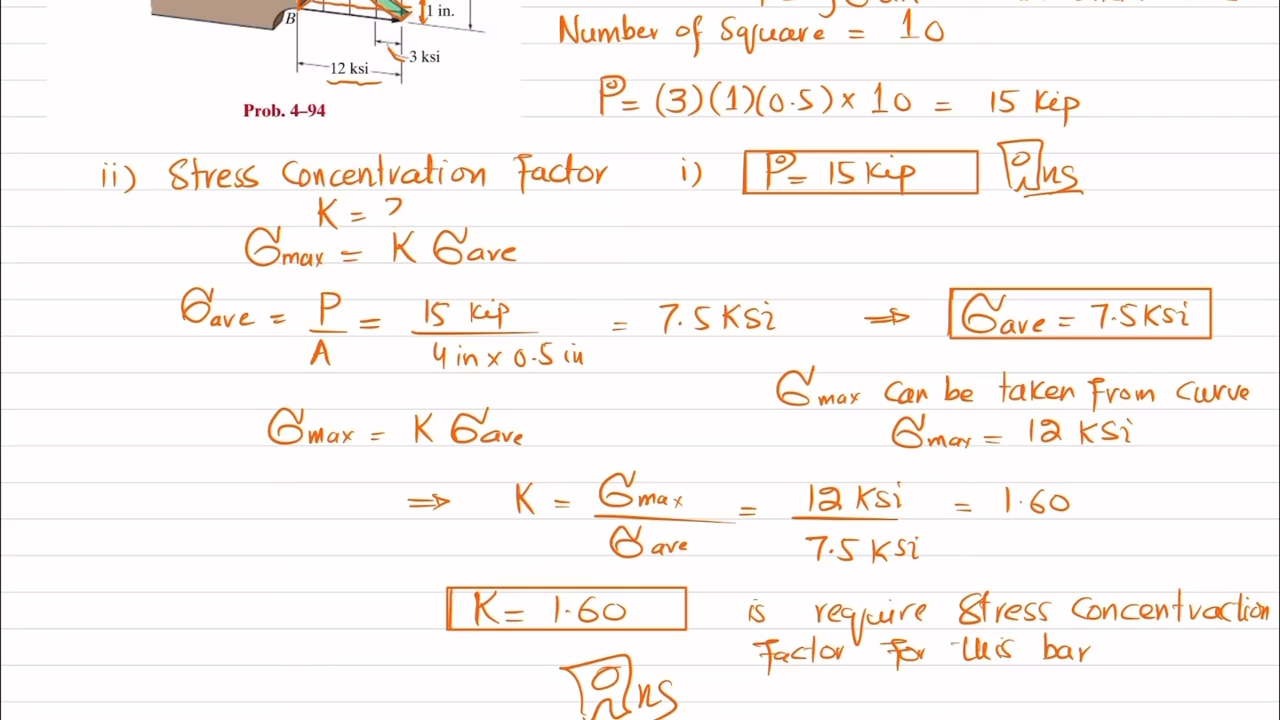 B
1 in.
3 ksi
12 ksi
Prob. 4–94
Number of Square = 10
P = (3)(1)(0.5) × 10 = 15 Kip
ii) Stress Concentration Factor i) P = 15 Kip Ans
K = ?
σmax = K σave
σave = P/A = 15 Kip / 4 in x 0.5 in = 7.5 KSi ⇒ σave = 7.5 KSi
σmax can be taken from curve
σmax = K σave σmax = 12 KSi
⇒ K = σmax / σave = 12 KSi / 7.5 KSi = 1.60
K = 1.60 is require Stress Concentraction
Factor for this bar
Ans